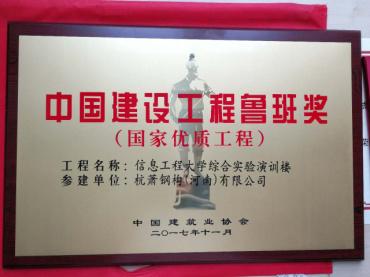 中国建设工程鲁班奖
(国家优质工程)
工程名称：信息工程大学综合实验演训楼
参建单位：杭萧钢构(河南)有限公司
中国建筑业协会
二〇一七年十一月